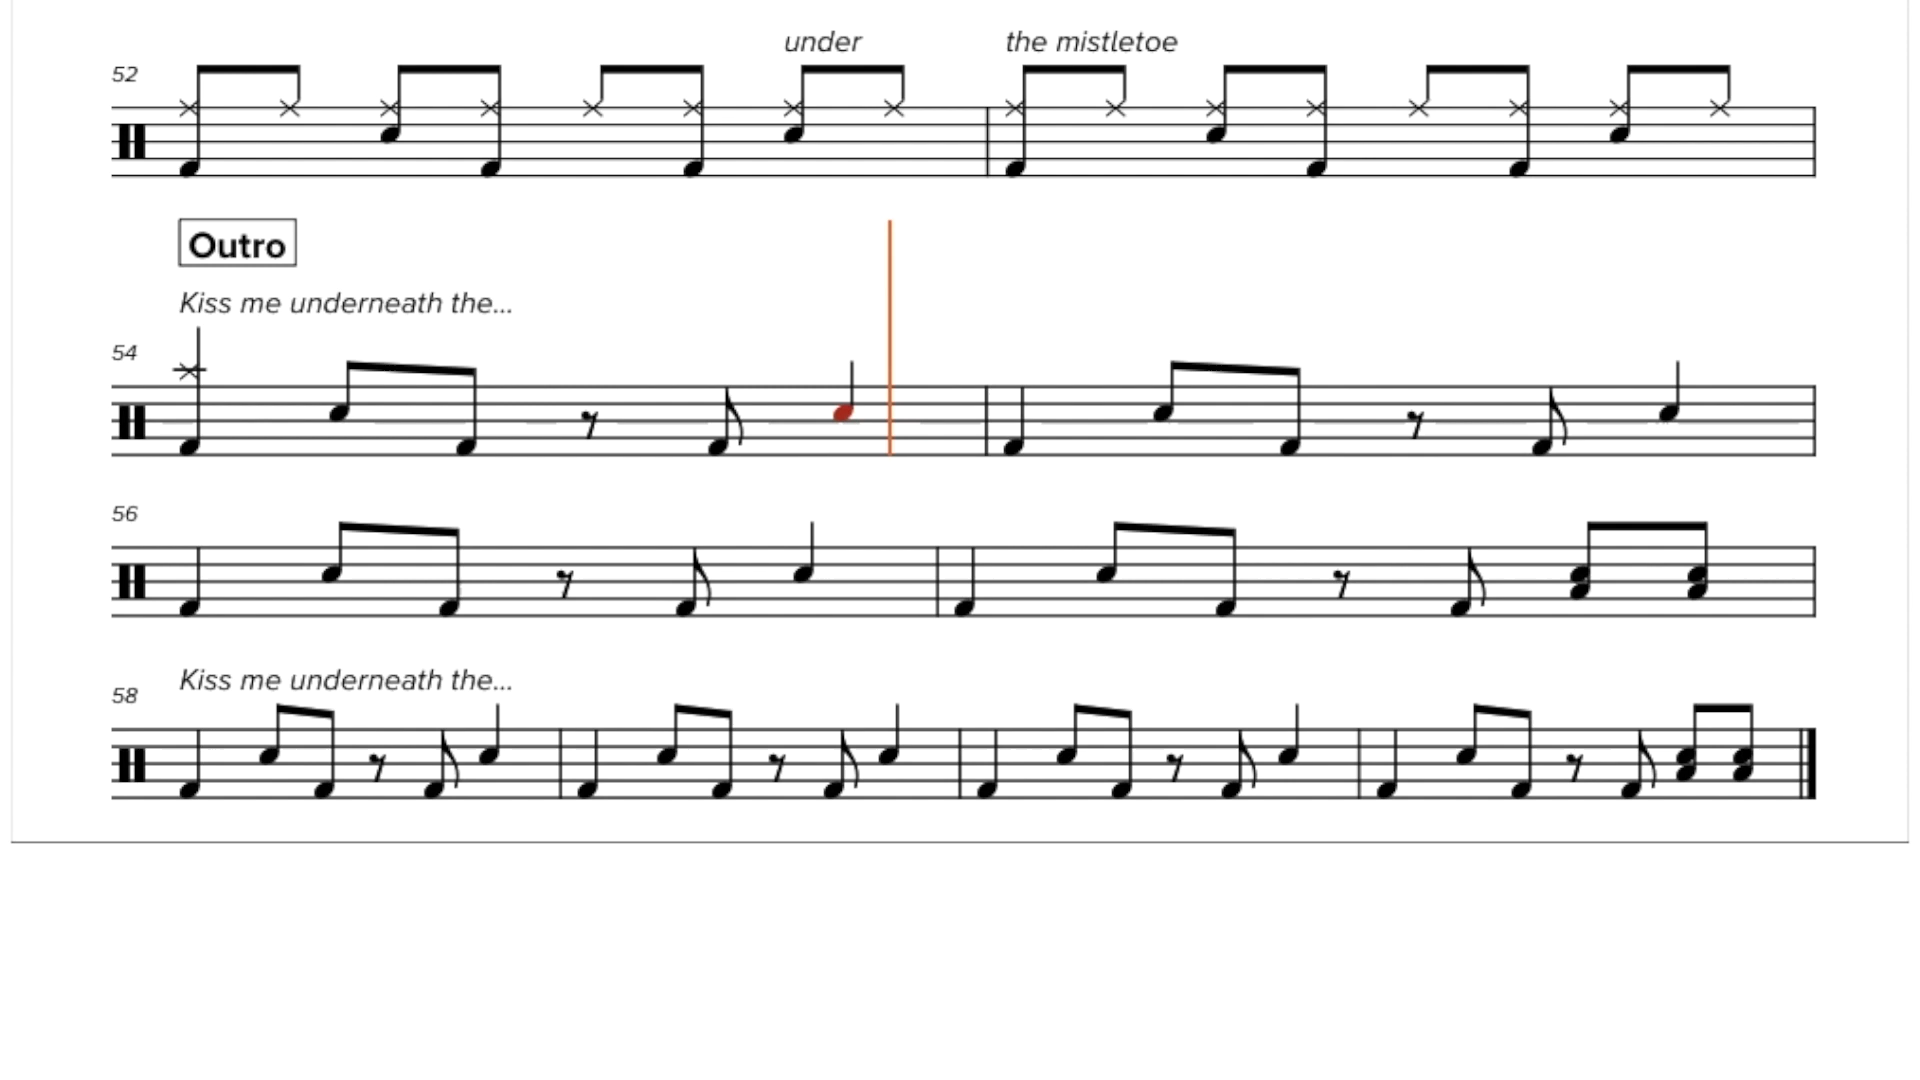 under the mistletoe
52
Outro
Kiss me underneath the...
54
56
Kiss me underneath the...
58